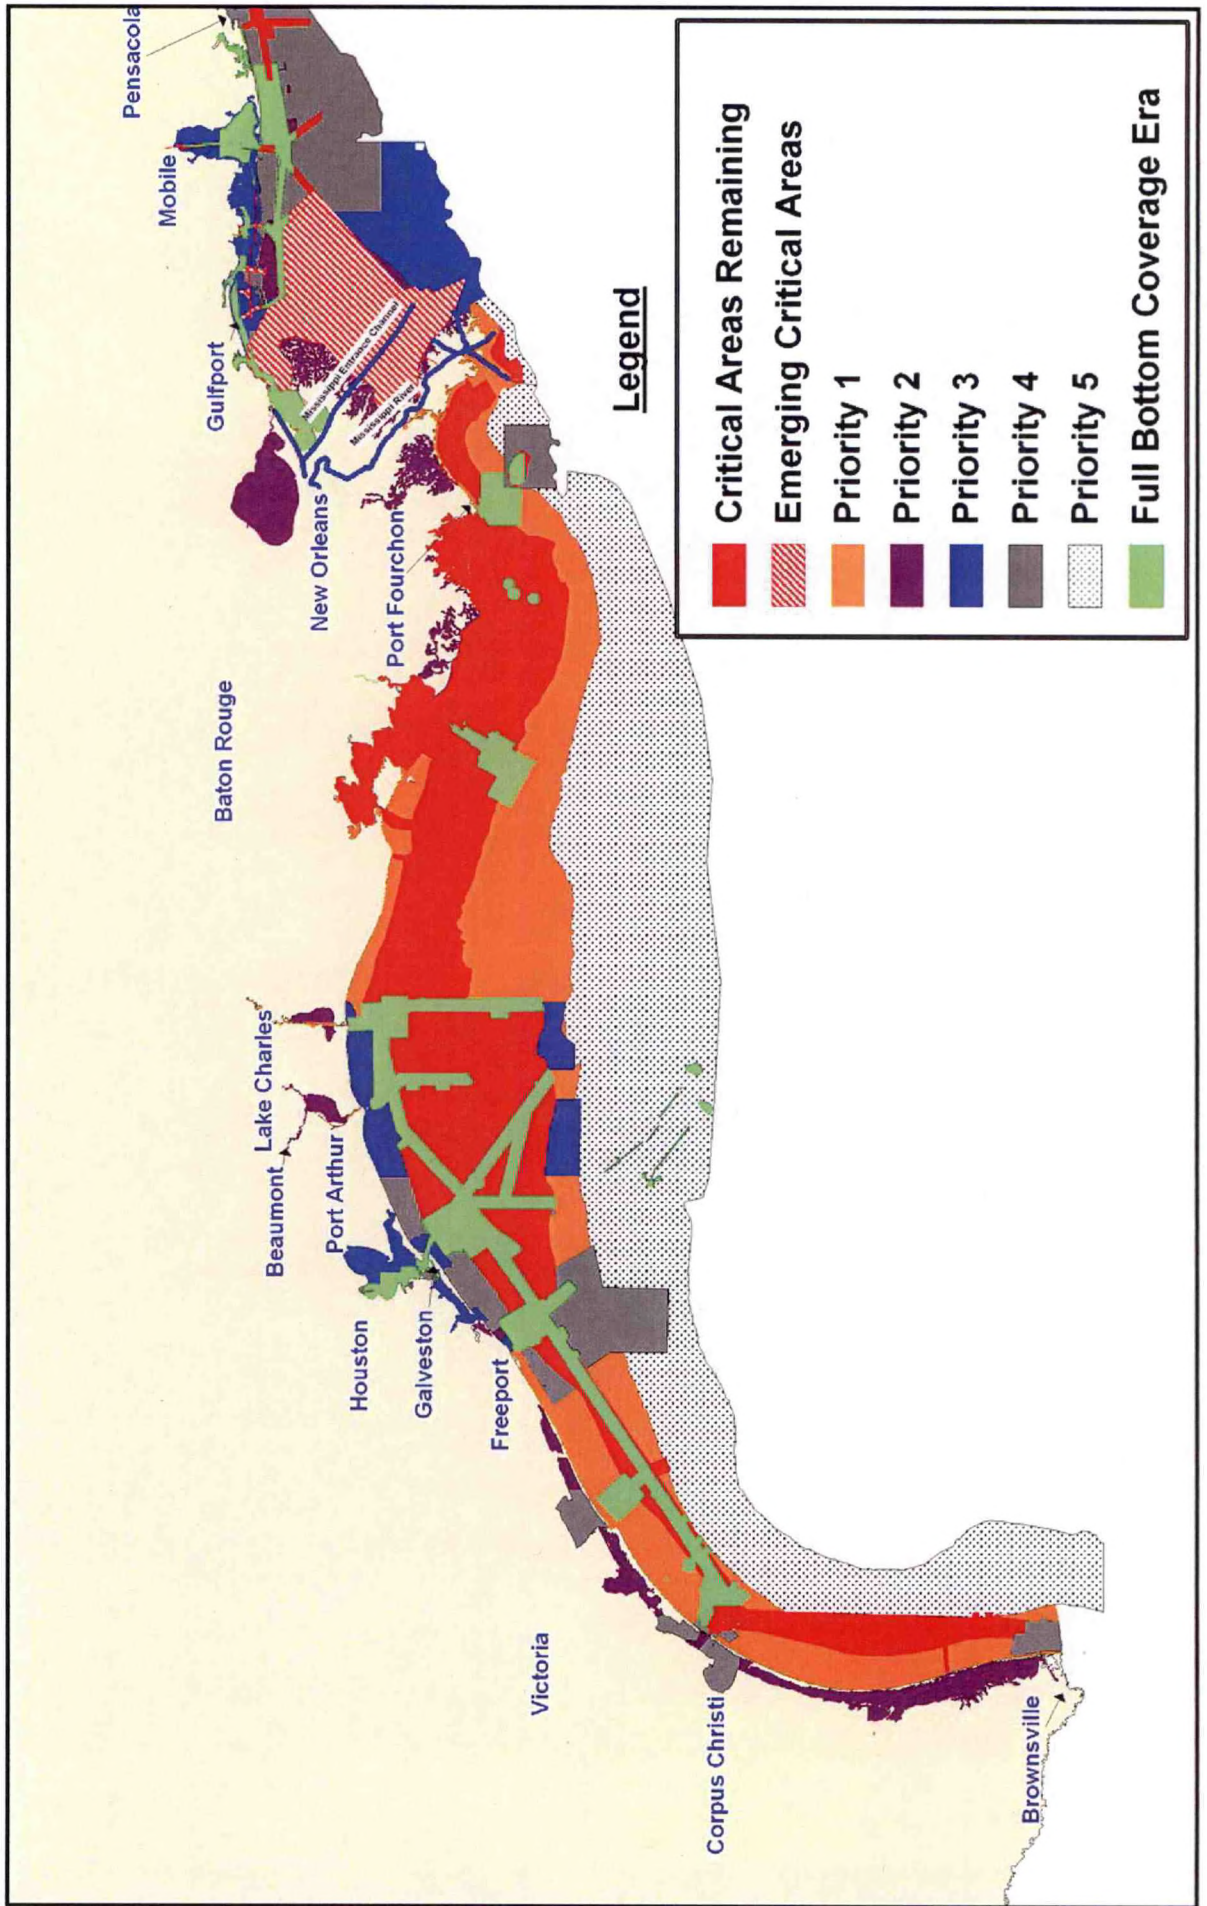 Pensacola
Mobile
Gulfport
Mississippi Entrance Channel
Mississippi River
New Orleans
Port Fourchon
Baton Rouge
Lake Charles
Beaumont
Port Arthur
Houston
Galveston
Freeport
Victoria
Corpus Christi
Brownsville
Legend
Critical Areas Remaining
Emerging Critical Areas
Priority 1
Priority 2
Priority 3
Priority 4
Priority 5
Full Bottom Coverage Era